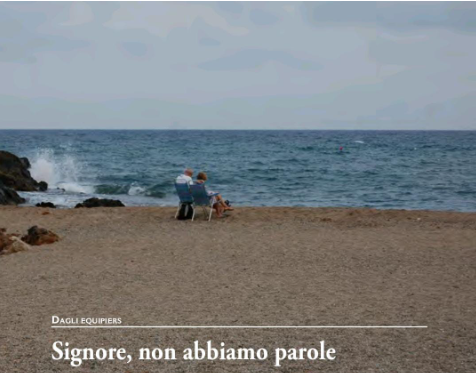 DAGLI EQUIPIERS
Signore, non abbiamo parole